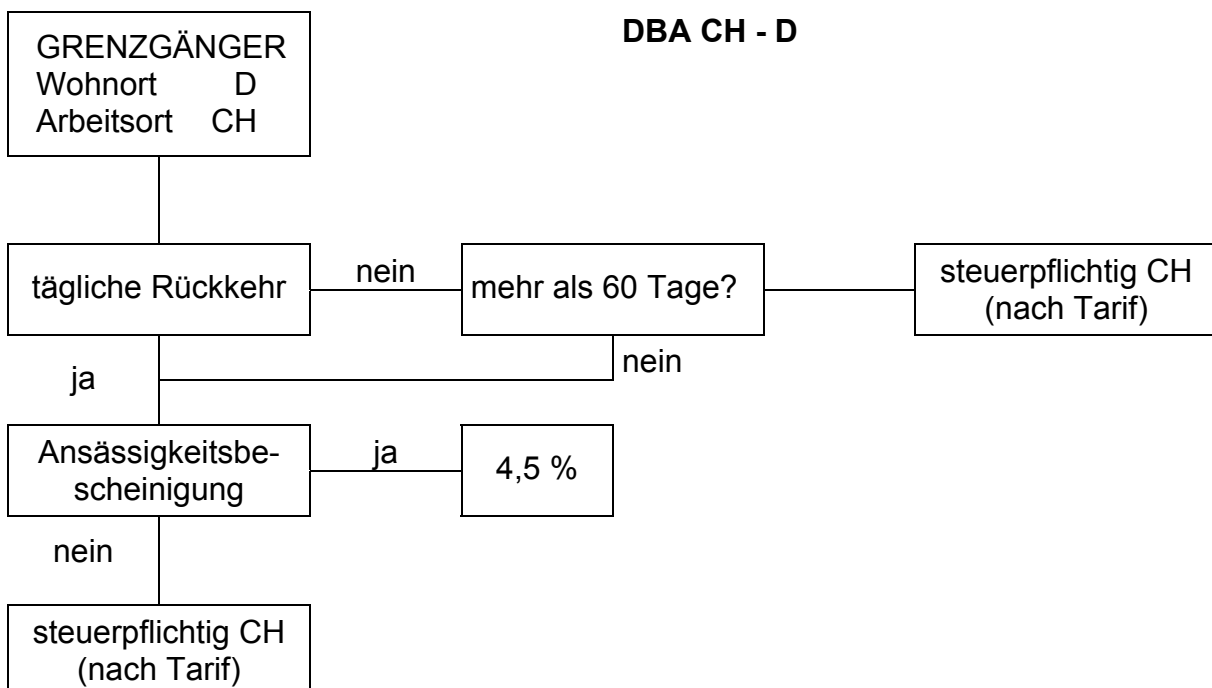 DBA CH - D
GRENZGÄNGER
Wohnort D
Arbeitsort CH
tägliche Rückkehr
nein
mehr als 60 Tage?
steuerpflichtig CH
(nach Tarif)
nein
ja
Ansässigkeitsbe-
scheinigung
ja
4,5 %
nein
steuerpflichtig CH
(nach Tarif)